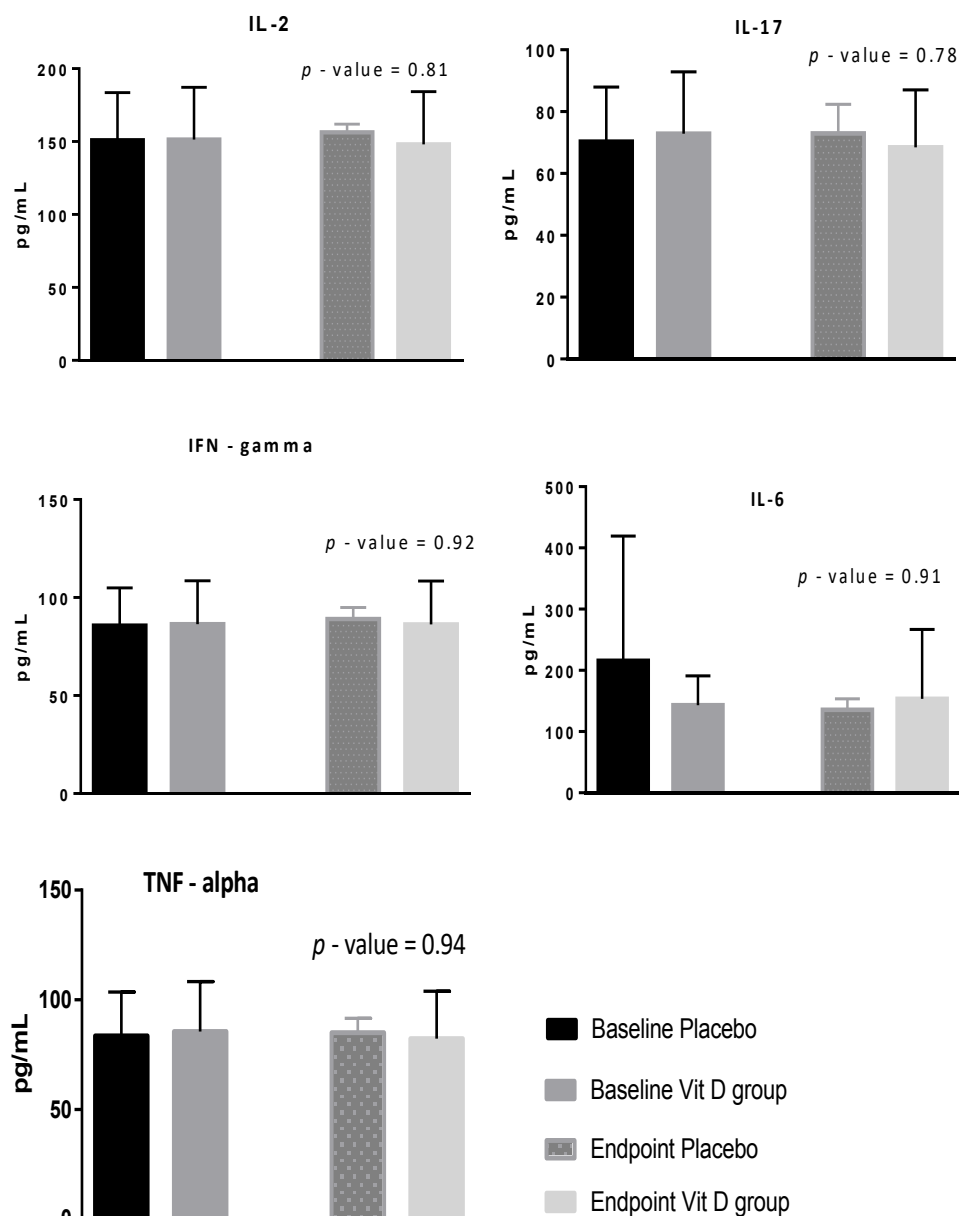 IL-2
p - value = 0.81
200
150
100
50
0
pg/mL
IL-17
p - value = 0.78
100
80
60
40
20
0
pg/mL
IFN - gamma
p - value = 0.92
150
100
50
0
pg/mL
IL-6
p - value = 0.91
500
400
300
200
100
0
pg/mL
TNF - alpha
p - value = 0.94
150
100
50
0
pg/mL
Baseline Placebo
Baseline Vit D group
Endpoint Placebo
Endpoint Vit D group